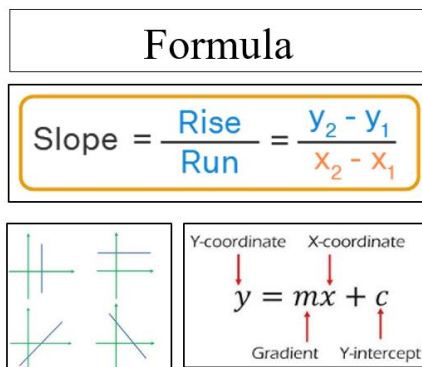 Formula
Slope = Rise / Run = y₂ - y₁ / x₂ - x₁
Y-coordinate X-coordinate
y = mx + c
Gradient Y-intercept